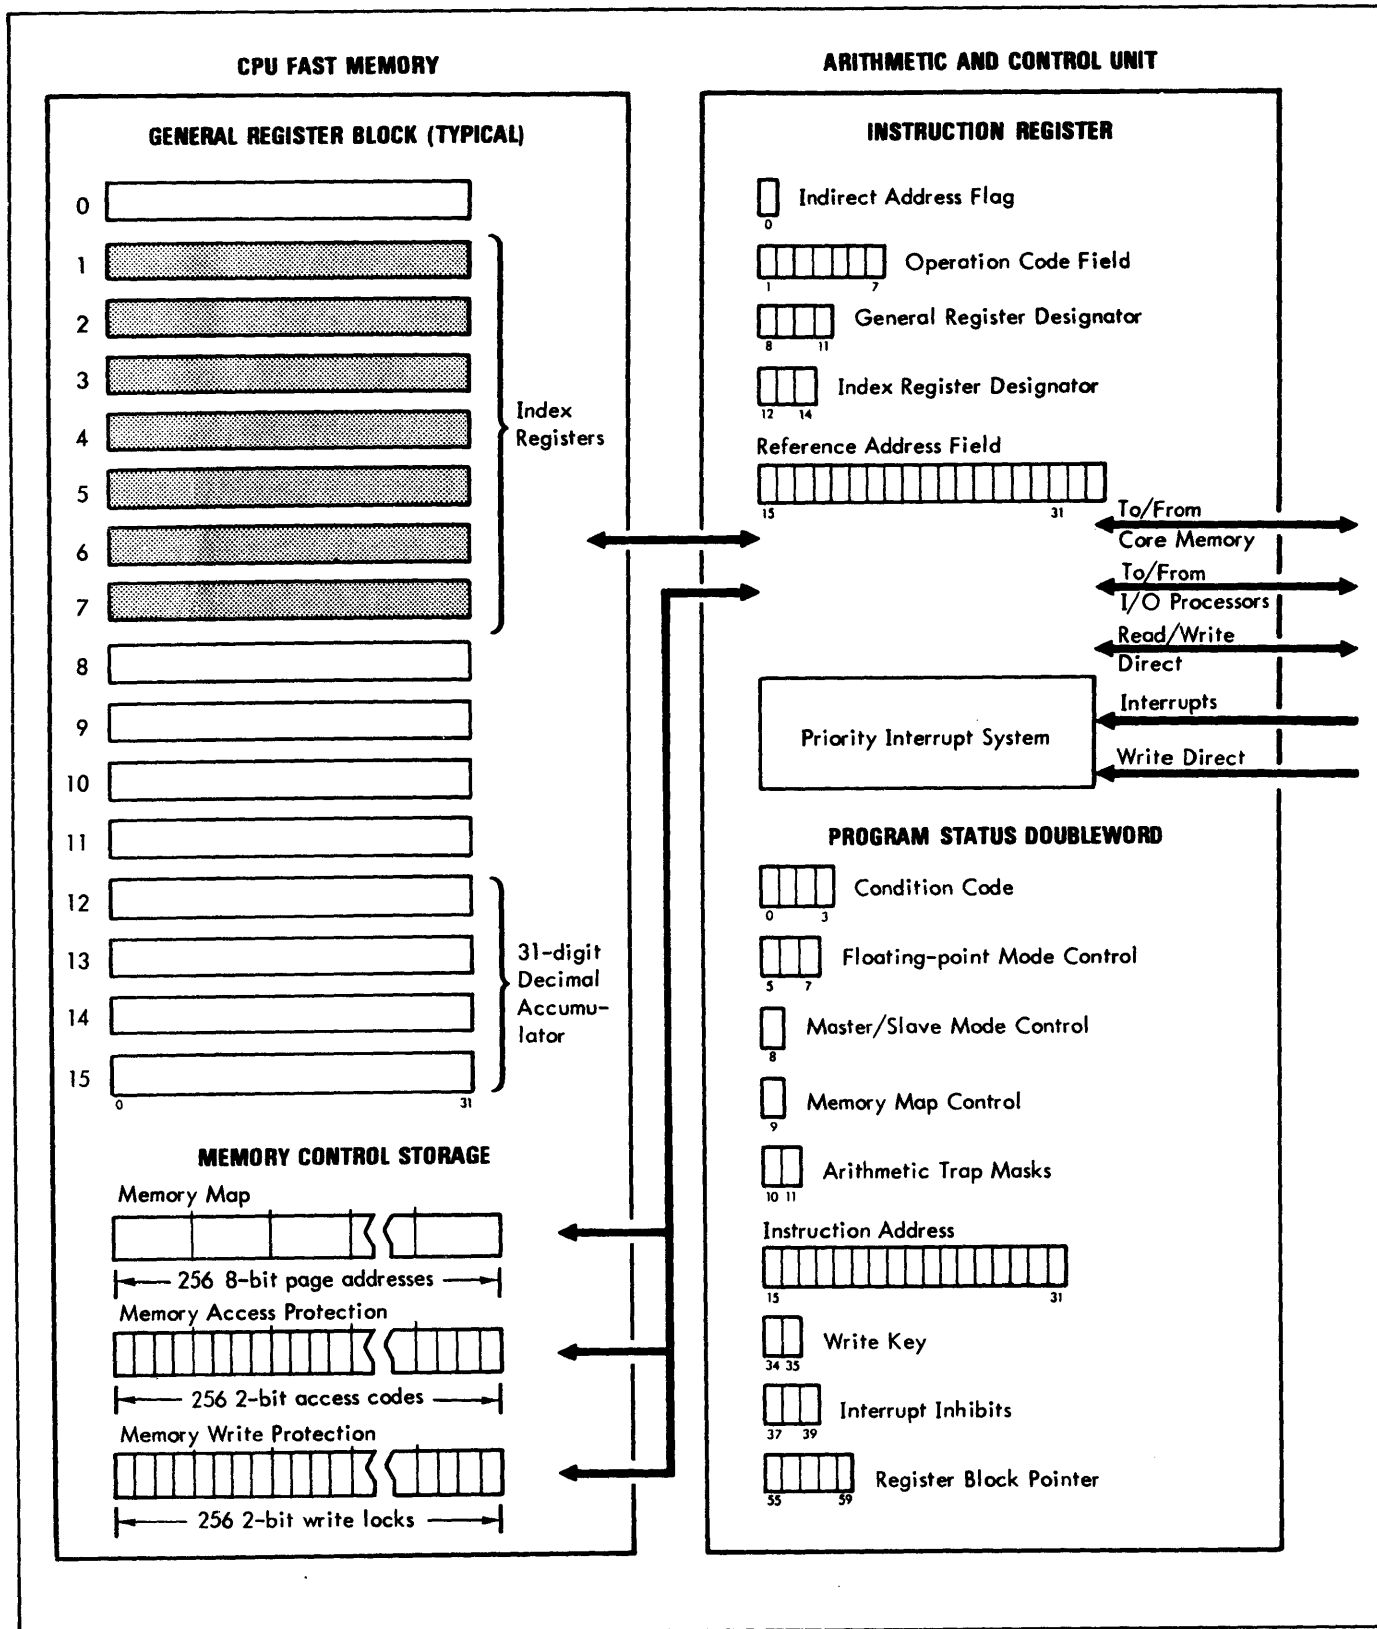 CPU FAST MEMORY
GENERAL REGISTER BLOCK (TYPICAL)
0
1
2
3
4
5
6
7
8
9
10
11
12
13
14
15
0 31
Index
Registers
31-digit
Decimal
Accumu-
lator
MEMORY CONTROL STORAGE
Memory Map
256 8-bit page addresses
Memory Access Protection
256 2-bit access codes
Memory Write Protection
256 2-bit write locks
ARITHMETIC AND CONTROL UNIT
INSTRUCTION REGISTER
Indirect Address Flag
0
Operation Code Field
1 7
General Register Designator
8 11
Index Register Designator
12 14
Reference Address Field
15 31
To/From
Core Memory
To/From
I/O Processors
Read/Write
Direct
Interrupts
Write Direct
Priority Interrupt System
PROGRAM STATUS DOUBLEWORD
Condition Code
0 3
Floating-point Mode Control
5 7
Master/Slave Mode Control
8
Memory Map Control
9
Arithmetic Trap Masks
10 11
Instruction Address
15 31
Write Key
34 35
Interrupt Inhibits
37 39
Register Block Pointer
55 59